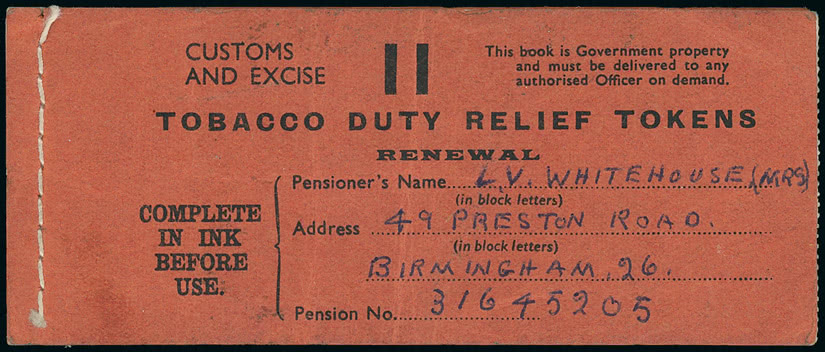 CUSTOMS
AND EXCISE
11
This book is Government property
and must be delivered to any
authorised Officer on demand.
TOBACCO DUTY RELIEF TOKENS
RENEWAL
COMPLETE
IN INK
BEFORE
USE.
Pensioner's Name L.V. WHITEHOUSE (MRS)
(in block letters)
Address 49 PRESTON ROAD.
(in block letters)
BIRMINGHAM. 26.
Pension No. 31645205